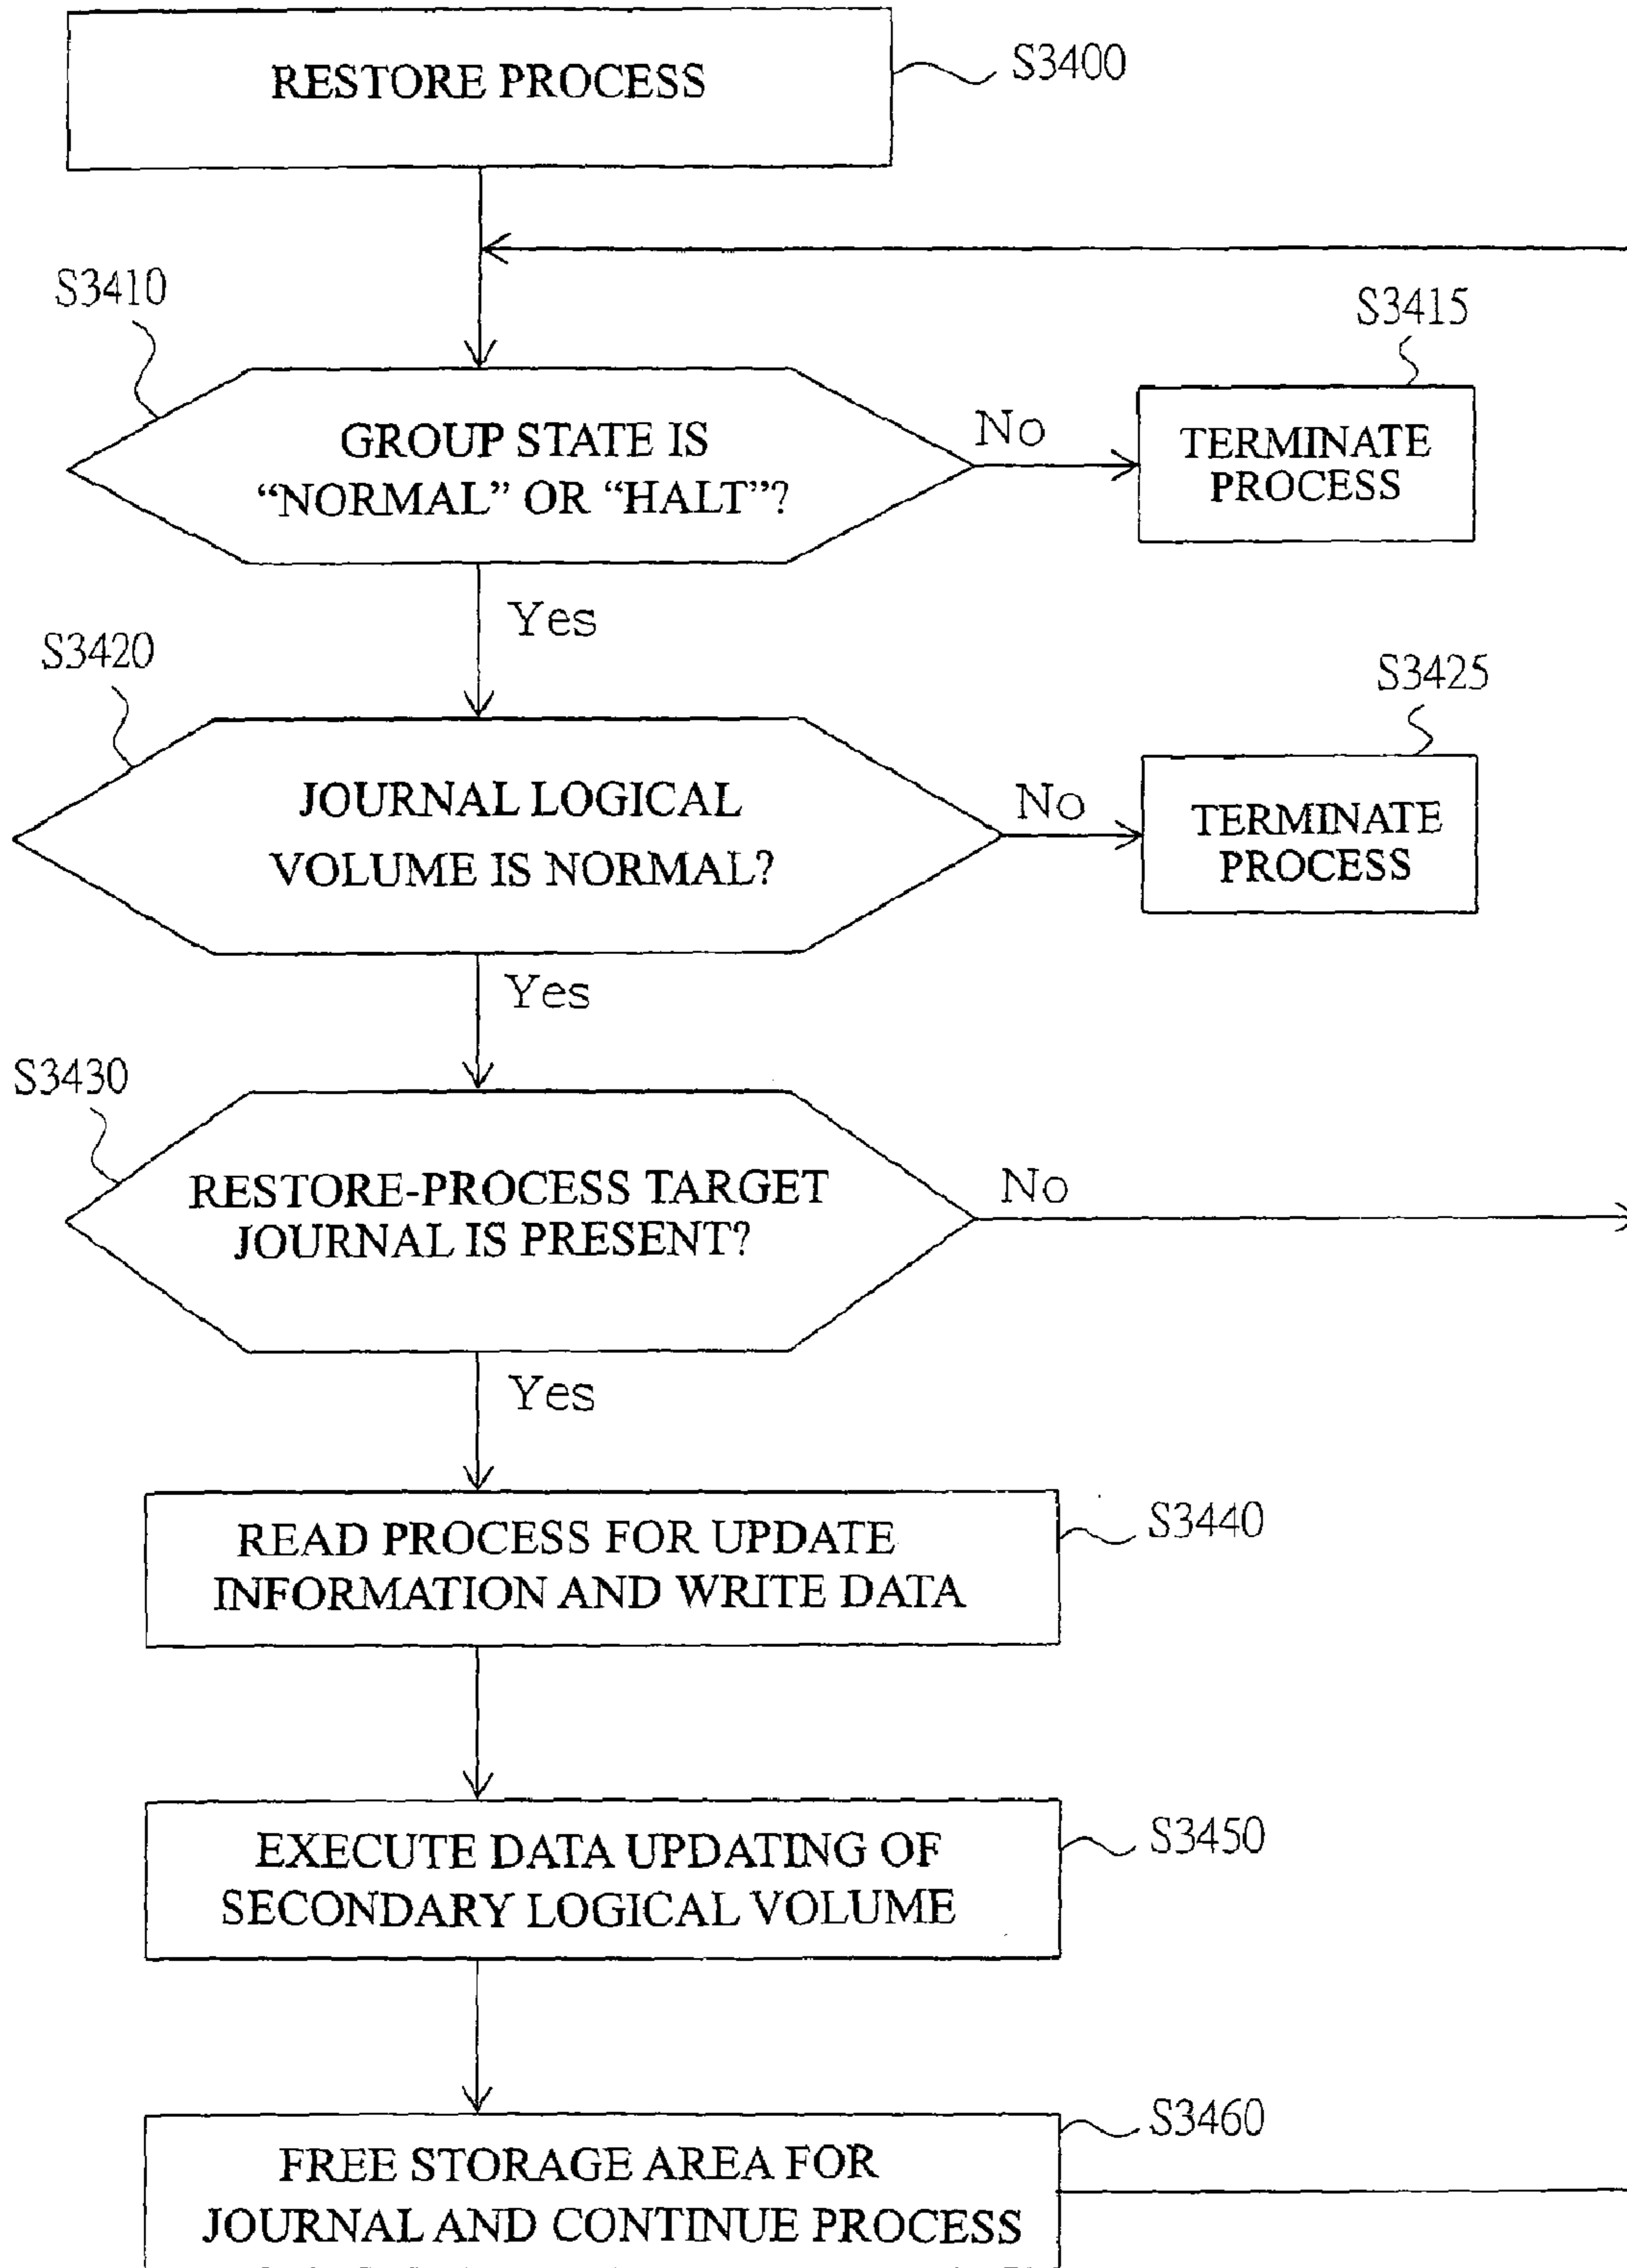 RESTORE PROCESS
S3400
S3410
S3415
GROUP STATE IS
“NORMAL” OR “HALT”?
No
TERMINATE
PROCESS
Yes
S3420
S3425
JOURNAL LOGICAL
VOLUME IS NORMAL?
No
TERMINATE
PROCESS
Yes
S3430
RESTORE-PROCESS TARGET
JOURNAL IS PRESENT?
No
Yes
READ PROCESS FOR UPDATE
INFORMATION AND WRITE DATA
S3440
EXECUTE DATA UPDATING OF
SECONDARY LOGICAL VOLUME
S3450
S3460
FREE STORAGE AREA FOR
JOURNAL AND CONTINUE PROCESS